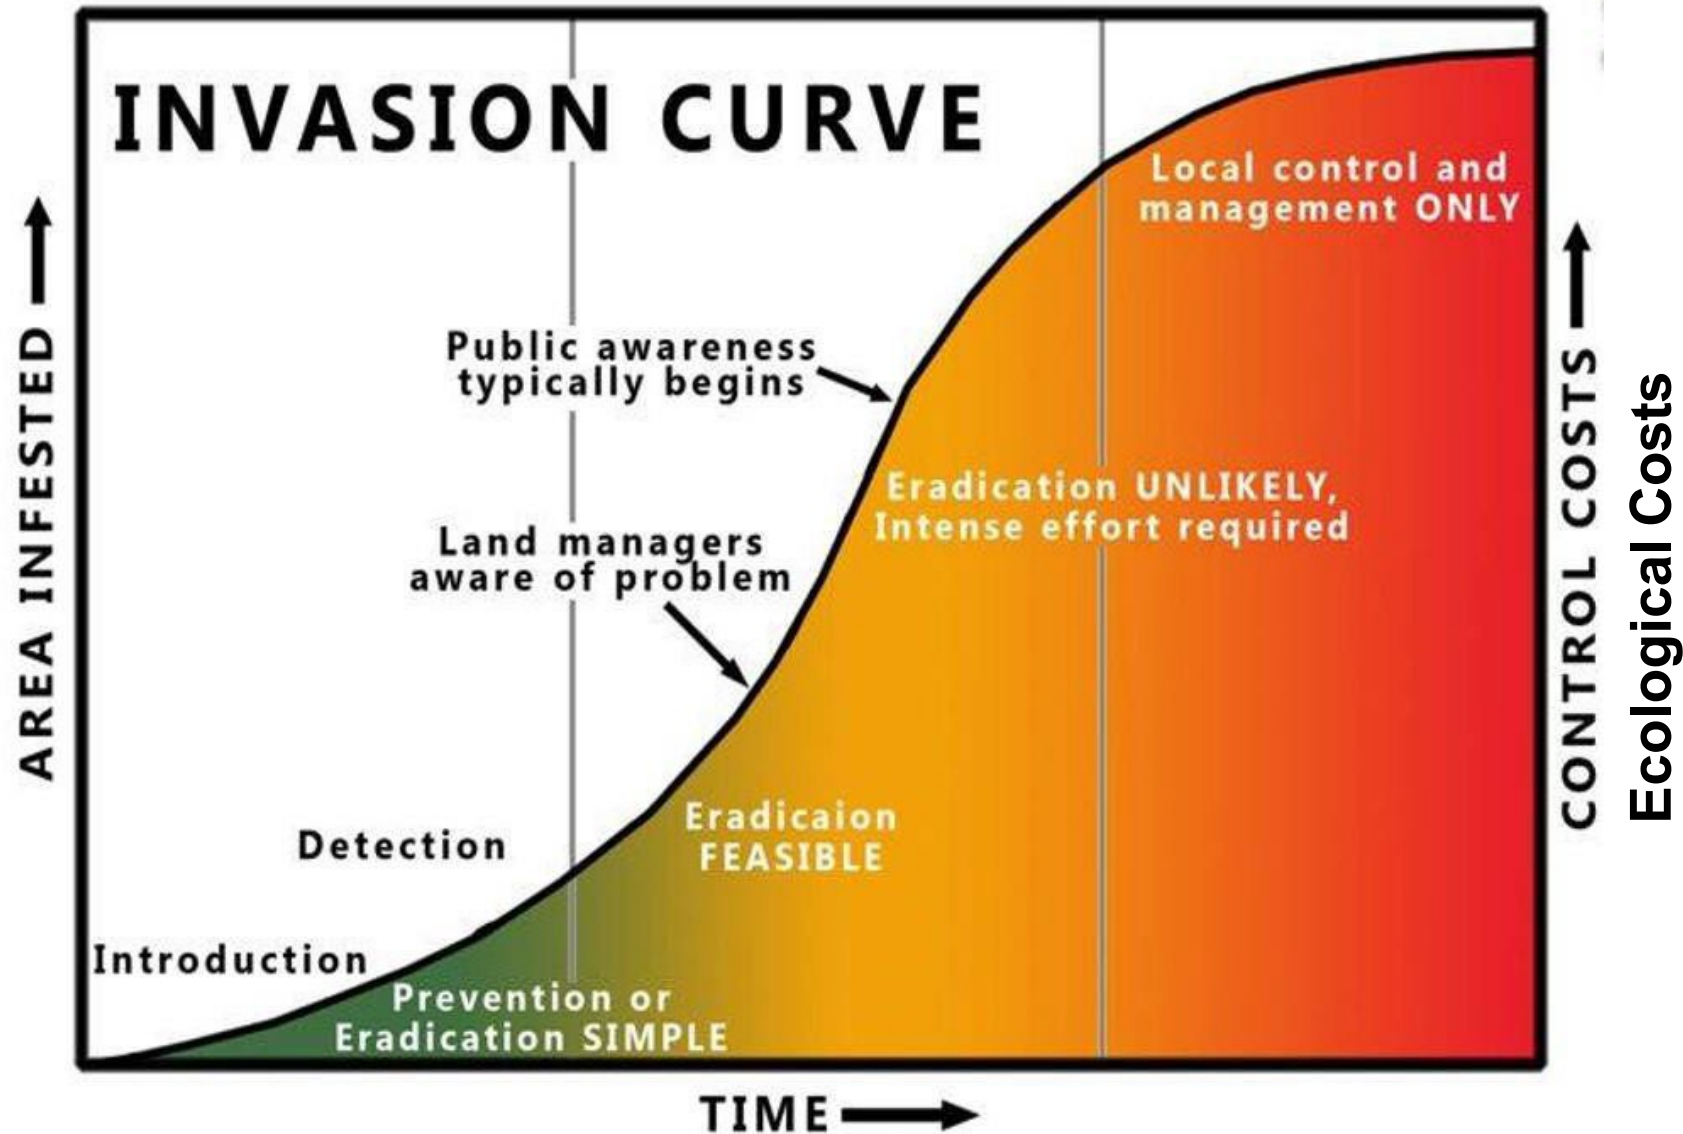 INVASION CURVE
Local control and
management ONLY
Public awareness
typically begins
Eradication UNLIKELY,
Intense effort required
Land managers
aware of problem
Eradicaion
FEASIBLE
Detection
Introduction
Prevention or
Eradication SIMPLE
AREA INFESTED
CONTROL COSTS
Ecological Costs
TIME